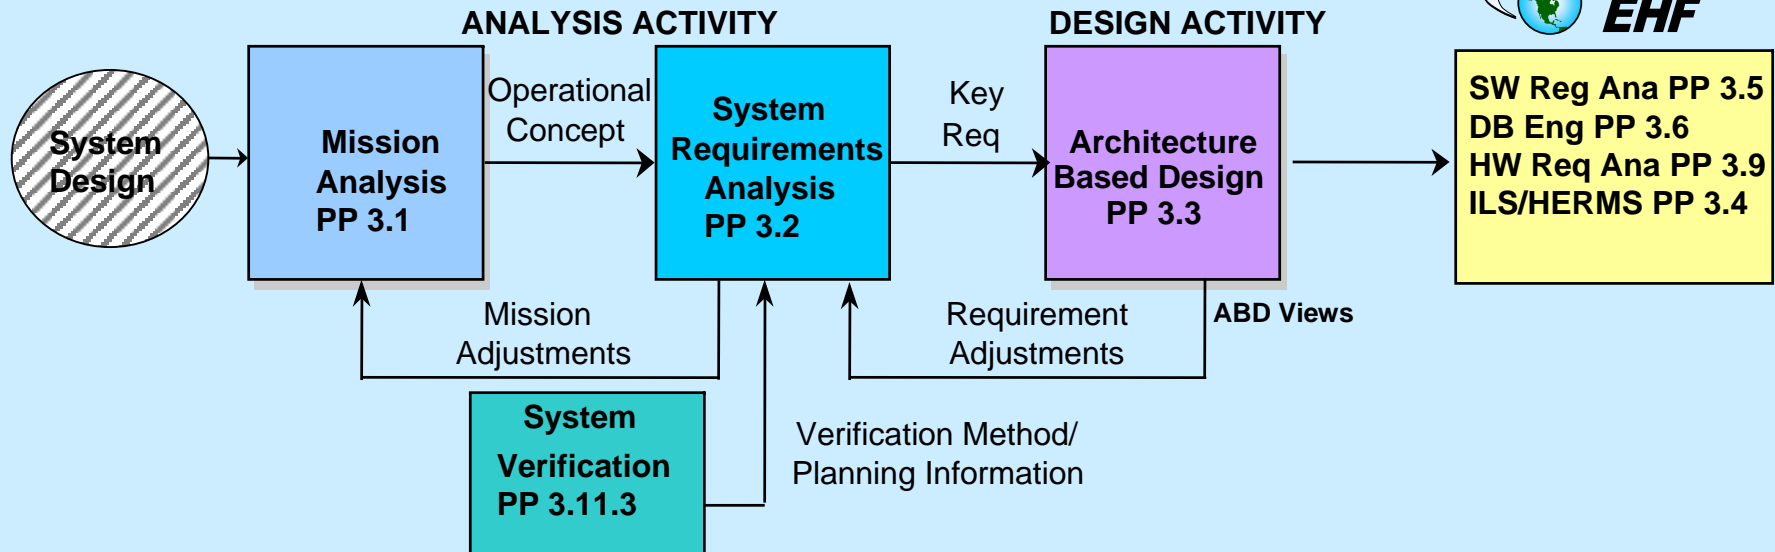 ANALYSIS ACTIVITY
DESIGN ACTIVITY
EHF
System
Design
Mission
Analysis
PP 3.1
Operational
Concept
System
Requirements
Analysis
PP 3.2
Key
Req
Architecture
Based Design
PP 3.3
SW Reg Ana PP 3.5
DB Eng PP 3.6
HW Req Ana PP 3.9
ILS/HERMS PP 3.4
Mission
Adjustments
Requirement
Adjustments
ABD Views
System
Verification
PP 3.11.3
Verification Method/
Planning Information